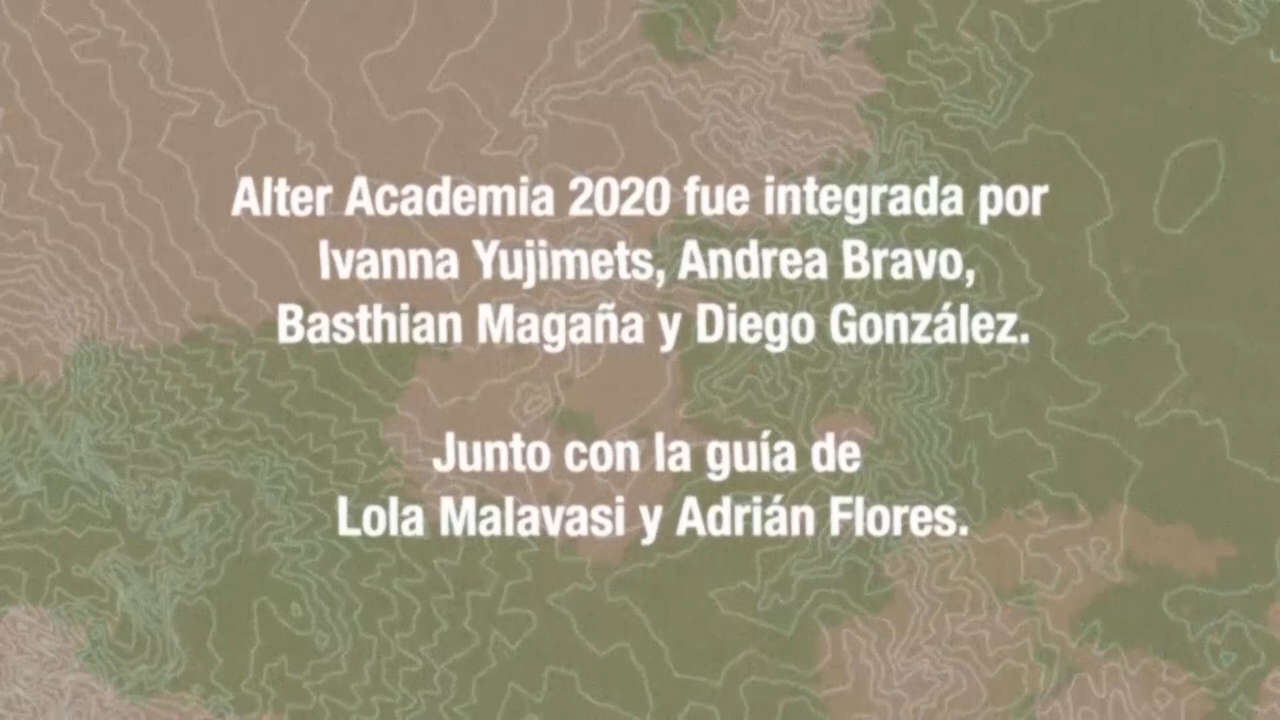 Alter Academia 2020 fue integrada por
Ivanna Yujimets, Andrea Bravo,
Basthian Magaña y Diego González.
Junto con la guía de
Lola Malavasi y Adrián Flores.